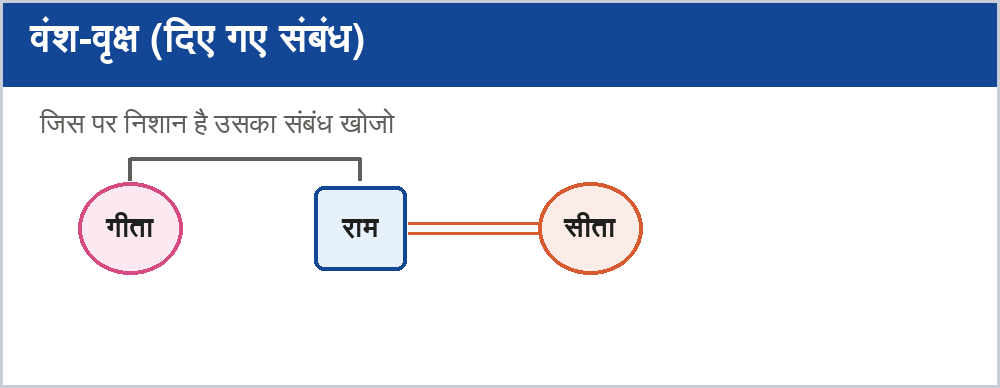 वंश-वृक्ष (दिए गए संबंध)
जिस पर निशान है उसका संबंध खोजो
गीता राम सीता